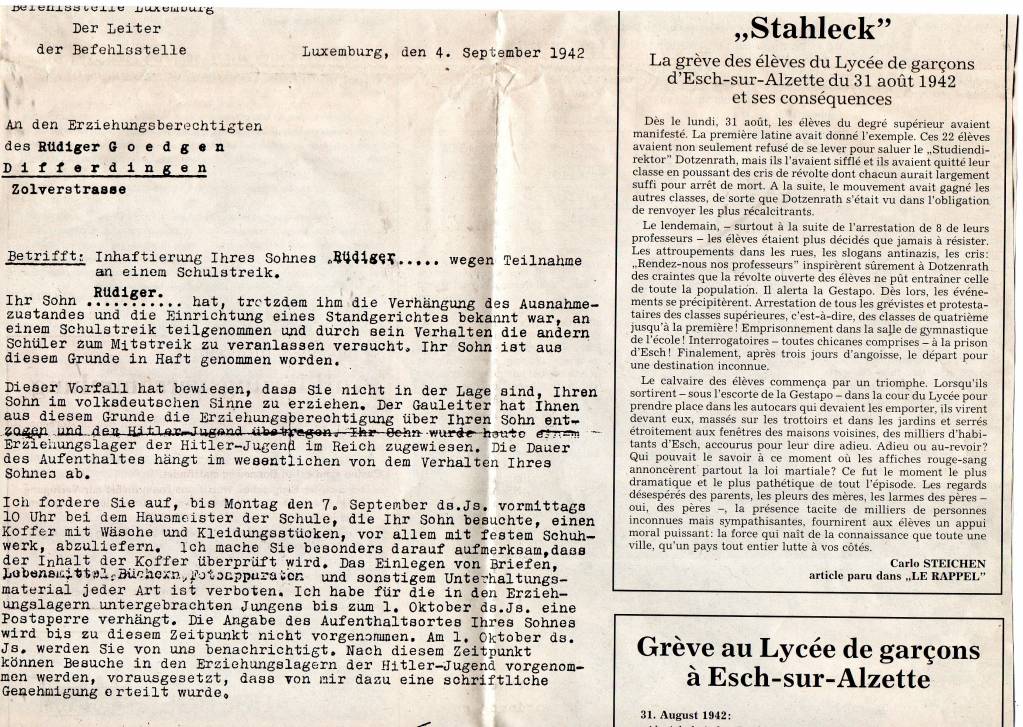 Befehlsstelle Luxemburg
Der Leiter
der Befehlsstelle
Luxemburg, den 4. September 1942
An den Erziehungsberechtigten
des Rüdiger Goedgen
Differdingen
Zolverstrasse
Betrifft: Inhaftierung Ihres Sohnes „Rüdiger..... wegen Teilnahme
an einem Schulstreik.
Ihr Sohn Rüdiger. hat, trotzdem ihm die Verhängung des Ausnahme-
zustandes und die Einrichtung eines Standgerichtes bekannt war, an
einem Schulstreik teilgenommen und durch sein Verhalten die andern
Schüler zum Mitstreik zu veranlassen versucht. Ihr Sohn ist aus
diesem Grunde in Haft genommen worden.
Dieser Vorfall hat bewiesen, dass Sie nicht in der Lage sind, Ihren
Sohn im volksdeutschen Sinne zu erziehen. Der Gauleiter hat Ihnen
aus diesem Grunde die Erziehungsberechtigung über Ihren Sohn ent-
zogen und der Hitler-Jugend übertragen. Ihr Sohn wurde heute einem
Erziehungslager der Hitler-Jugend im Reich zugewiesen. Die Dauer
des Aufenthaltes hängt im wesentlichen von dem Verhalten Ihres
Sohnes ab.
Ich fordere Sie auf, bis Montag den 7. September ds.Js. vormittags
10 Uhr bei dem Hausmeister der Schule, die Ihr Sohn besuchte, einen
Koffer mit Wäsche und Kleidungsstücken, vor allem mit festem Schuh-
werk, abzuliefern. Ich mache Sie besonders darauf aufmerksam,dass
der Inhalt der Koffer überprüft wird. Das Einlegen von Briefen,
Lebensmittel,Büchern,Fotoapparaten und sonstigem Unterhaltungs-
material jeder Art ist verboten. Ich habe für die in den Erzieh-
ungslagern untergebrachten Jungens bis zum 1. Oktober ds.Js. eine
Postsperre verhängt. Die Angabe des Aufenthaltsortes Ihres Sohnes
wird bis zu diesem Zeitpunkt nicht vorgenommen. Am 1. Oktober ds.
Js. werden Sie von uns benachrichtigt. Nach diesem Zeitpunkt
können Besuche in den Erziehungslagern der Hitler-Jugend vorgenom-
men werden, vorausgesetzt, dass von mir dazu eine schriftliche
Genehmigung erteilt wurde.
„Stahleck”
La grève des élèves du Lycée de garçons
d'Esch-sur-Alzette du 31 août 1942
et ses conséquences
Dès le lundi, 31 août, les élèves du degré supérieur avaient
manifesté. La première latine avait donné l'exemple. Ces 22 élèves
avaient non seulement refusé de se lever pour saluer le „Studiendi-
rektor” Dotzenrath, mais ils l'avaient sifflé et ils avaient quitté leur
classe en poussant des cris de révolte dont chacun aurait largement
suffi pour arrêt de mort. A la suite, le mouvement avait gagné les
autres classes, de sorte que Dotzenrath s'était vu dans l'obligation
de renvoyer les plus récalcitrants.
Le lendemain, – surtout à la suite de l'arrestation de 8 de leurs
professeurs – les élèves étaient plus décidés que jamais à résister.
Les attroupements dans les rues, les slogans antinazis, les cris:
„Rendez-nous nos professeurs” inspirèrent sûrement à Dotzenrath
des craintes que la révolte ouverte des élèves ne pût entraîner celle
de toute la population. Il alerta la Gestapo. Dès lors, les événe-
ments se précipitèrent. Arrestation de tous les grévistes et protesta-
taires des classes supérieures, c'est-à-dire, des classes de quatrième
jusqu'à la première! Emprisonnement dans la salle de gymnastique
de l'école! Interrogatoires – toutes chicanes comprises – à la prison
d'Esch! Finalement, après trois jours d'angoisse, le départ pour
une destination inconnue.
Le calvaire des élèves commença par un triomphe. Lorsqu'ils
sortirent – sous l'escorte de la Gestapo – dans la cour du Lycée pour
prendre place dans les autocars qui devaient les emporter, ils virent
devant eux, massés sur les trottoirs et dans les jardins et serrés
étroitement aux fenêtres des maisons voisines, des milliers d'habi-
tants d'Esch, accourus pour leur dire adieu. Adieu ou au-revoir?
Qui pouvait le savoir à ce moment où les affiches rouge-sang
annoncèrent partout la loi martiale? Ce fut le moment le plus
dramatique et le plus pathétique de tout l'épisode. Les regards
désespérés des parents, les pleurs des mères, les larmes des pères –
oui, des pères –, la présence tacite de milliers de personnes
inconnues mais sympathisantes, fournirent aux élèves un appui
moral puissant: la force qui naît de la connaissance que toute une
ville, qu'un pays tout entier lutte à vos côtés.
Carlo STEICHEN
article paru dans „LE RAPPEL”
Grève au Lycée de garçons
à Esch-sur-Alzette
31. August 1942: